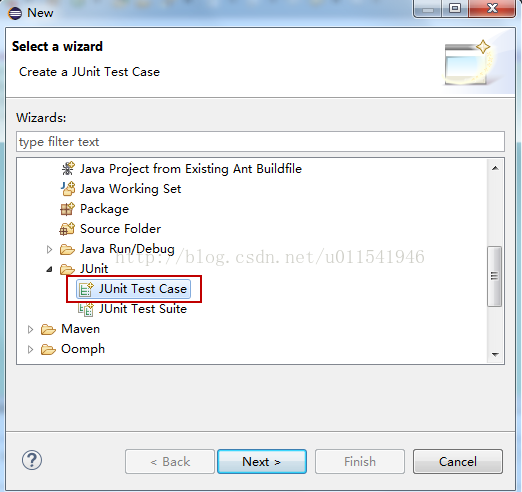 New
Select a wizard
Create a JUnit Test Case
Wizards:
type filter text
Java Project from Existing Ant Buildfile
Java Working Set
Package
Source Folder
Java Run/Debug
http://blog.csdn.net/u011541946
JUnit
JUnit Test Case
JUnit Test Suite
Maven
Oomph
? < Back Next > Finish Cancel